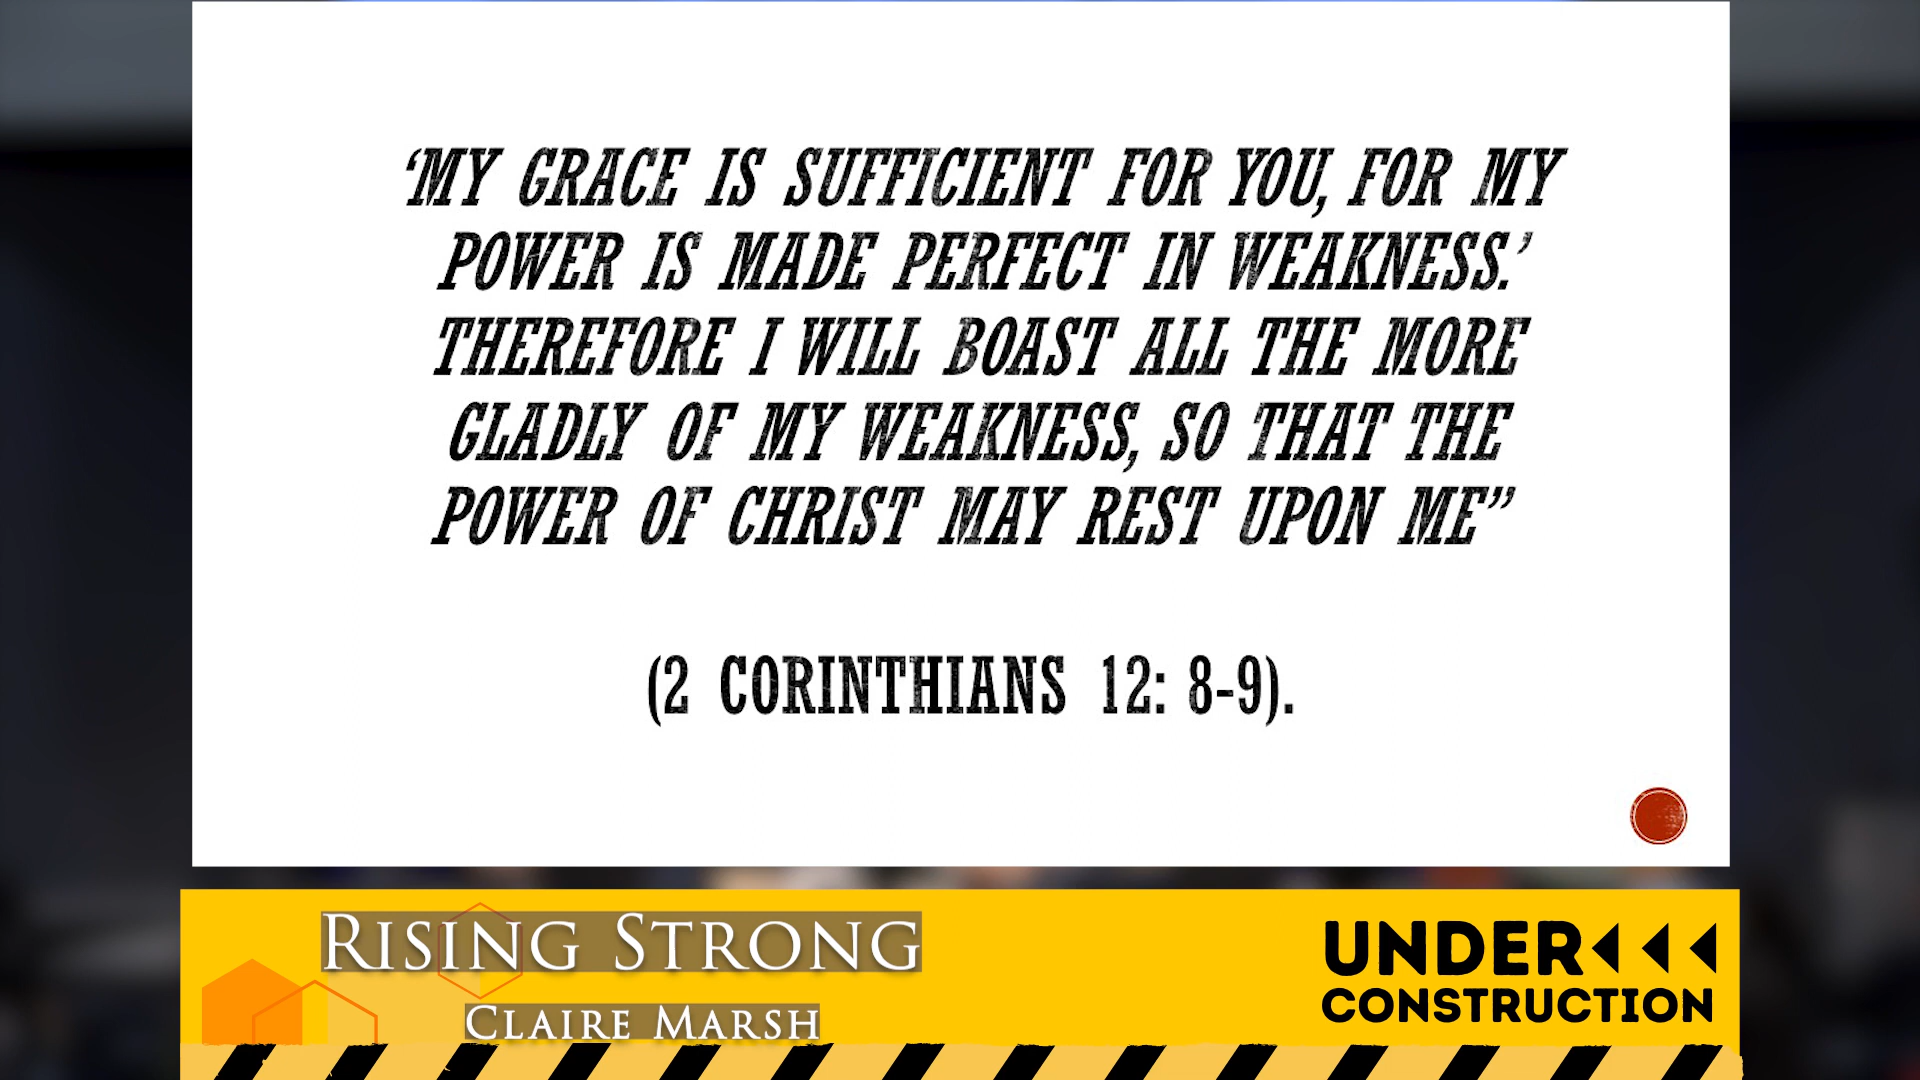 ‘MY GRACE IS SUFFICIENT FOR YOU, FOR MY
POWER IS MADE PERFECT IN WEAKNESS.’
THEREFORE I WILL BOAST ALL THE MORE
GLADLY OF MY WEAKNESS, SO THAT THE
POWER OF CHRIST MAY REST UPON ME”
(2 CORINTHIANS 12: 8-9).
RISING STRONG
CLAIRE MARSH
UNDER
CONSTRUCTION